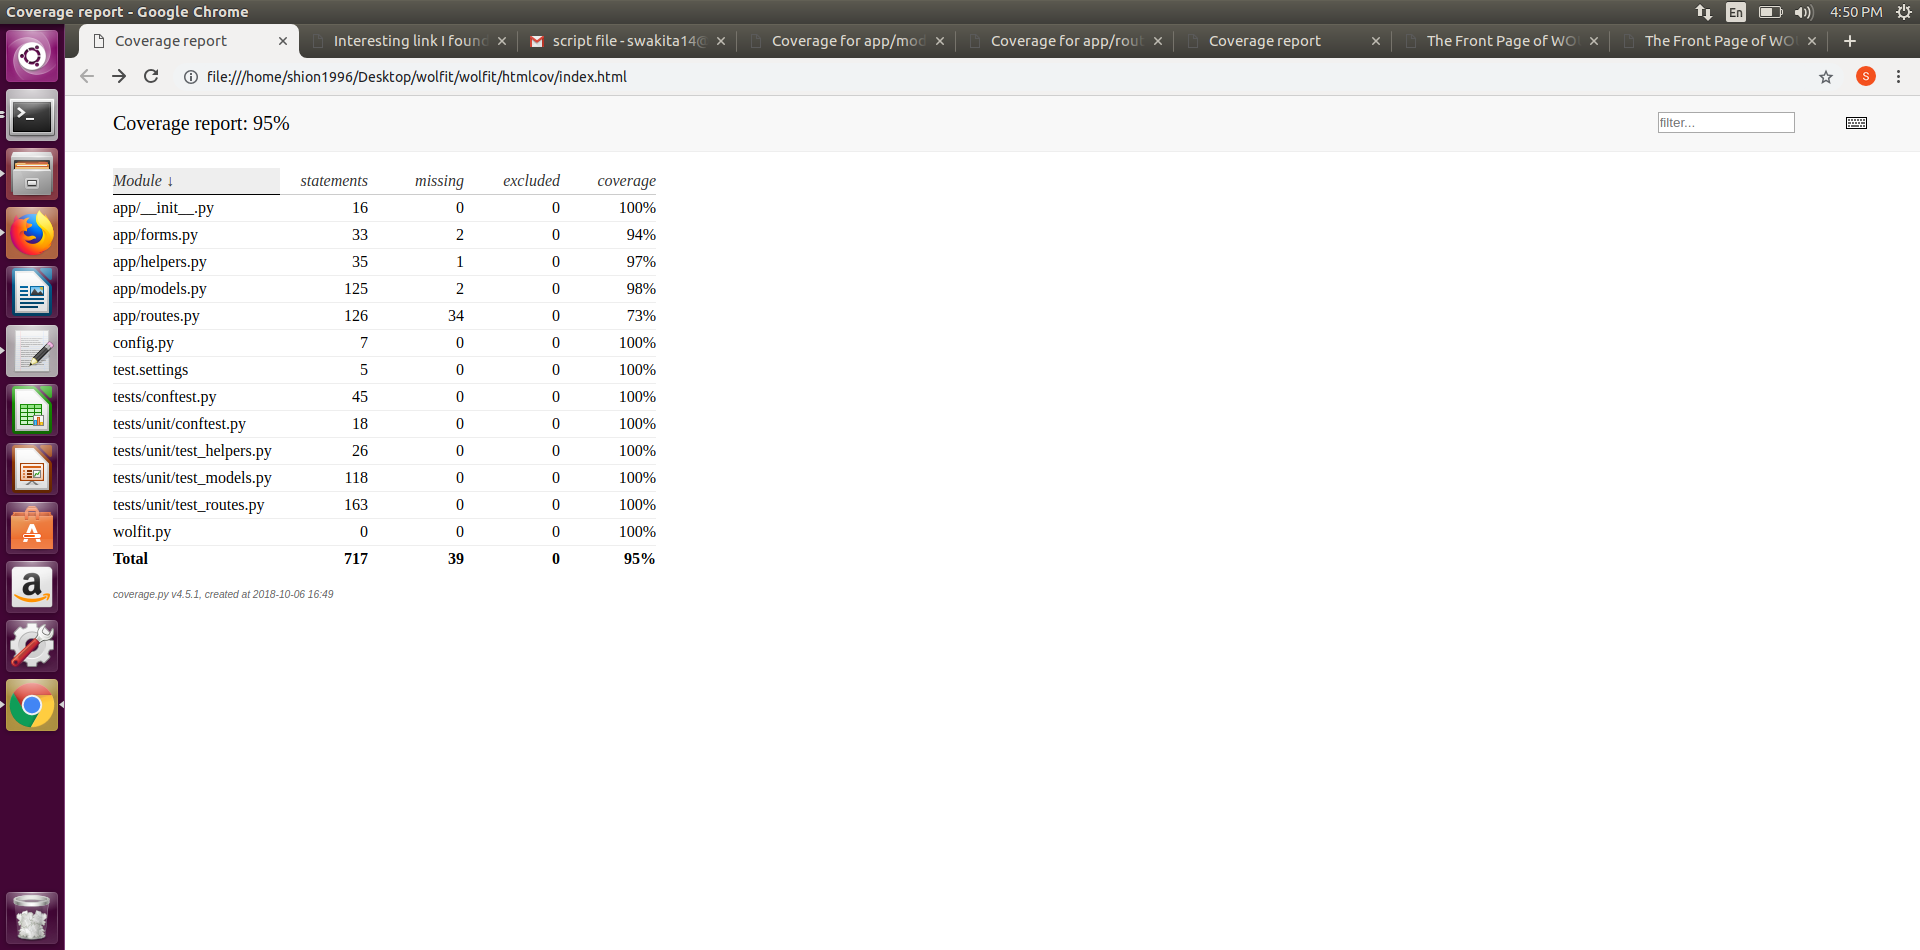 Coverage report - Google Chrome
En
4:50 PM
Coverage report
Interesting link I found
script file - swakita14@
Coverage for app/mod
Coverage for app/rout
Coverage report
The Front Page of WO
The Front Page of WO
file:///home/shion1996/Desktop/wolfit/wolfit/htmlcov/index.html
S
Coverage report: 95%
filter...
Module ↓ statements missing excluded coverage
app/__init__.py 16 0 0 100%
app/forms.py 33 2 0 94%
app/helpers.py 35 1 0 97%
app/models.py 125 2 0 98%
app/routes.py 126 34 0 73%
config.py 7 0 0 100%
test.settings 5 0 0 100%
tests/conftest.py 45 0 0 100%
tests/unit/conftest.py 18 0 0 100%
tests/unit/test_helpers.py 26 0 0 100%
tests/unit/test_models.py 118 0 0 100%
tests/unit/test_routes.py 163 0 0 100%
wolfit.py 0 0 0 100%
Total 717 39 0 95%
coverage.py v4.5.1, created at 2018-10-06 16:49